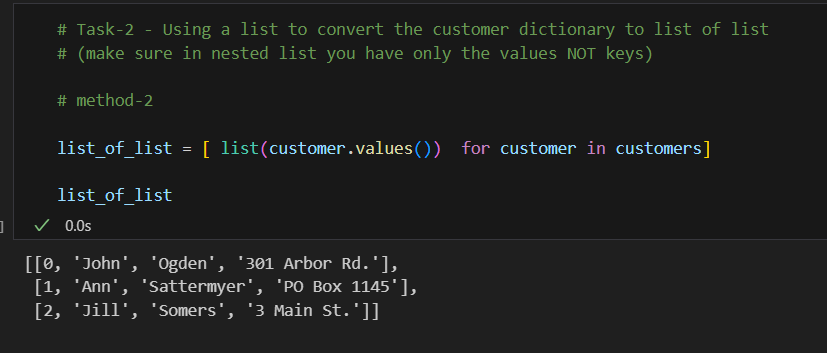 # Task-2 - Using a list to convert the customer dictionary to list of list
# (make sure in nested list you have only the values NOT keys)
# method-2
list_of_list = [ list(customer.values())  for customer in customers]
list_of_list
] ✓ 0.0s
[[0, 'John', 'Ogden', '301 Arbor Rd.'],
 [1, 'Ann', 'Sattermyer', 'PO Box 1145'],
 [2, 'Jill', 'Somers', '3 Main St.']]